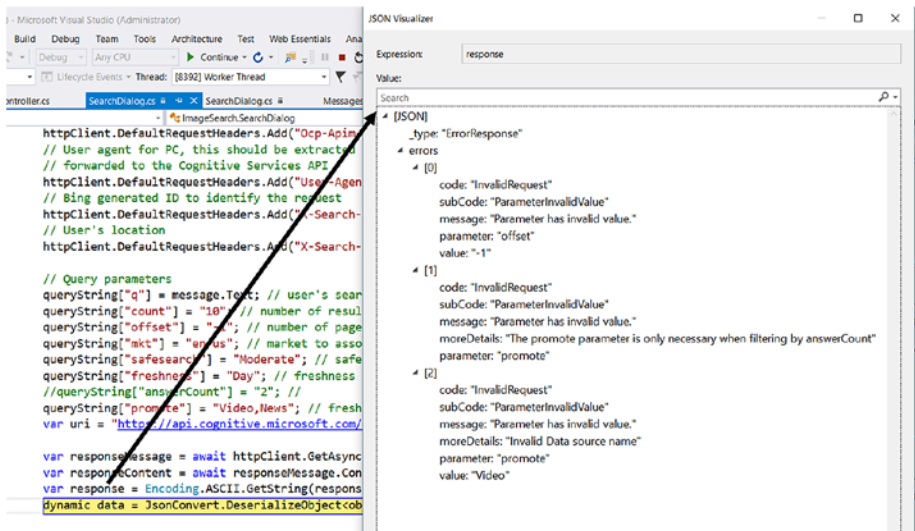 ) - Microsoft Visual Studio (Administrator)
Build Debug Team Tools Architecture Test Web Essentials Ana
Debug Any CPU Continue
Lifecycle Events Thread: [8392] Worker Thread
ontroller.cs SearchDialog.cs SearchDialog.cs Messages
ImageSearch.SearchDialog
httpClient.DefaultRequestHeaders.Add("Ocp-Apim
// User agent for PC, this should be extracted
// forwarded to the Cognitive Services API
httpClient.DefaultRequestHeaders.Add("User-Agen
// Bing generated ID to identify the request
httpClient.DefaultRequestHeaders.Add("X-Search-
// User's location
httpClient.DefaultRequestHeaders.Add("X-Search-
// Query parameters
queryString["q"] = message.Text; // user's sear
queryString["count"] = "10"; // number of resul
queryString["offset"] = "-1"; // number of page
queryString["mkt"] = "en-us"; // market to asso
queryString["safesearch"] = "Moderate"; // safe
queryString["freshness"] = "Day"; // freshness
//queryString["answerCount"] = "2"; //
queryString["promote"] = "Video,News"; // fresh
var uri = "https://api.cognitive.microsoft.com/
var responseMessage = await httpClient.GetAsync
var responseContent = await responseMessage.Con
var response = Encoding.ASCII.GetString(respons
dynamic data = JsonConvert.DeserializeObject<ob
JSON Visualizer
Expression: response
Value:
Search
[JSON]
_type: "ErrorResponse"
errors
[0]
code: "InvalidRequest"
subCode: "ParameterInvalidValue"
message: "Parameter has invalid value."
parameter: "offset"
value: "-1"
[1]
code: "InvalidRequest"
subCode: "ParameterInvalidValue"
message: "Parameter has invalid value."
moreDetails: "The promote parameter is only necessary when filtering by answerCount"
parameter: "promote"
[2]
code: "InvalidRequest"
subCode: "ParameterInvalidValue"
message: "Parameter has invalid value."
moreDetails: "Invalid Data source name"
parameter: "promote"
value: "Video"